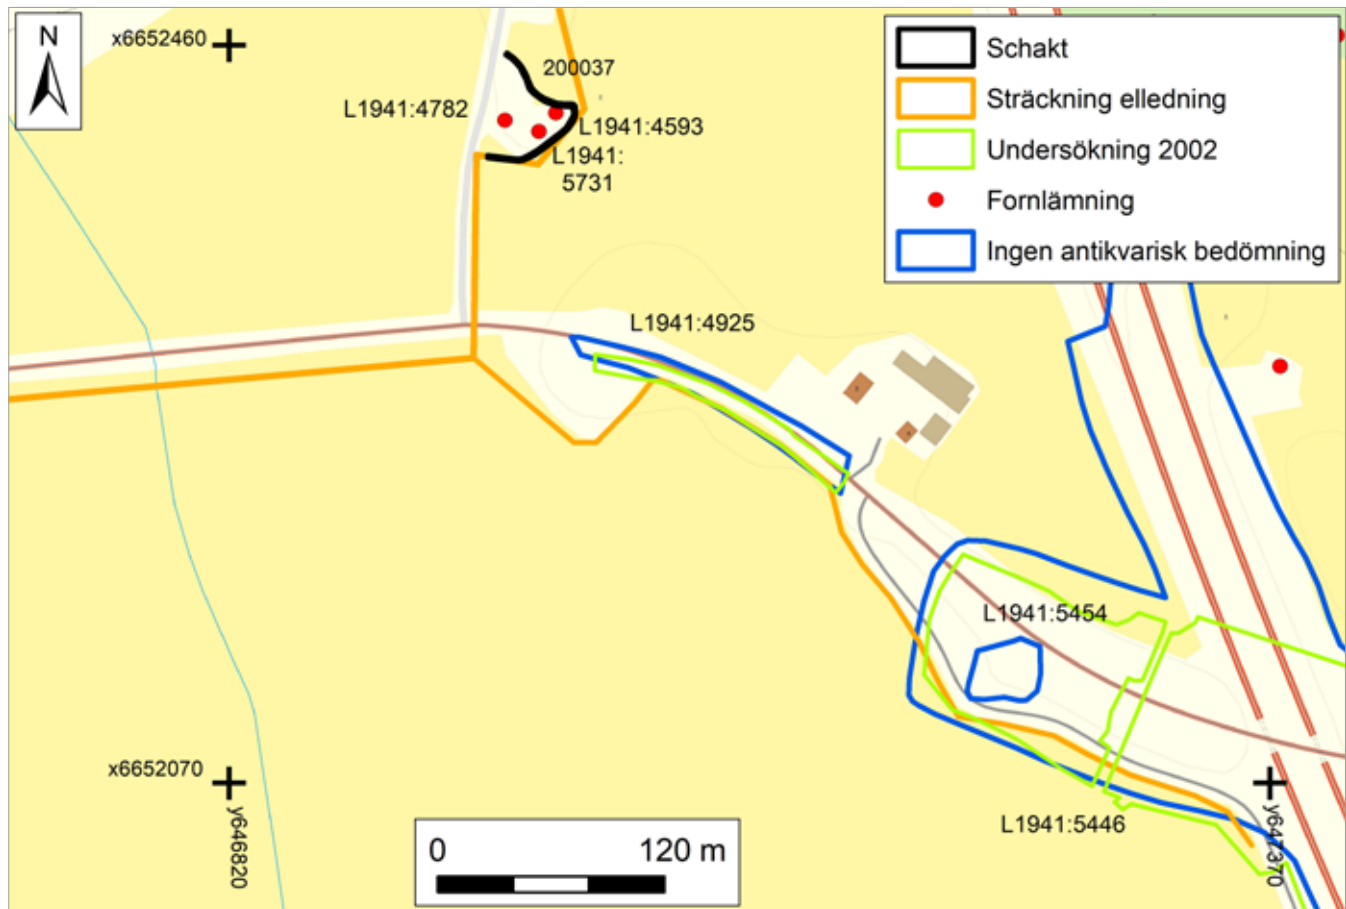 N
x6652460
200037
L1941:4782
L1941:4593
L1941:
5731
Schakt
Sträckning elledning
Undersökning 2002
Fornlämning
Ingen antikvarisk bedömning
L1941:4925
L1941:5454
x6652070
y646820
L1941:5446
y647370
0 120 m